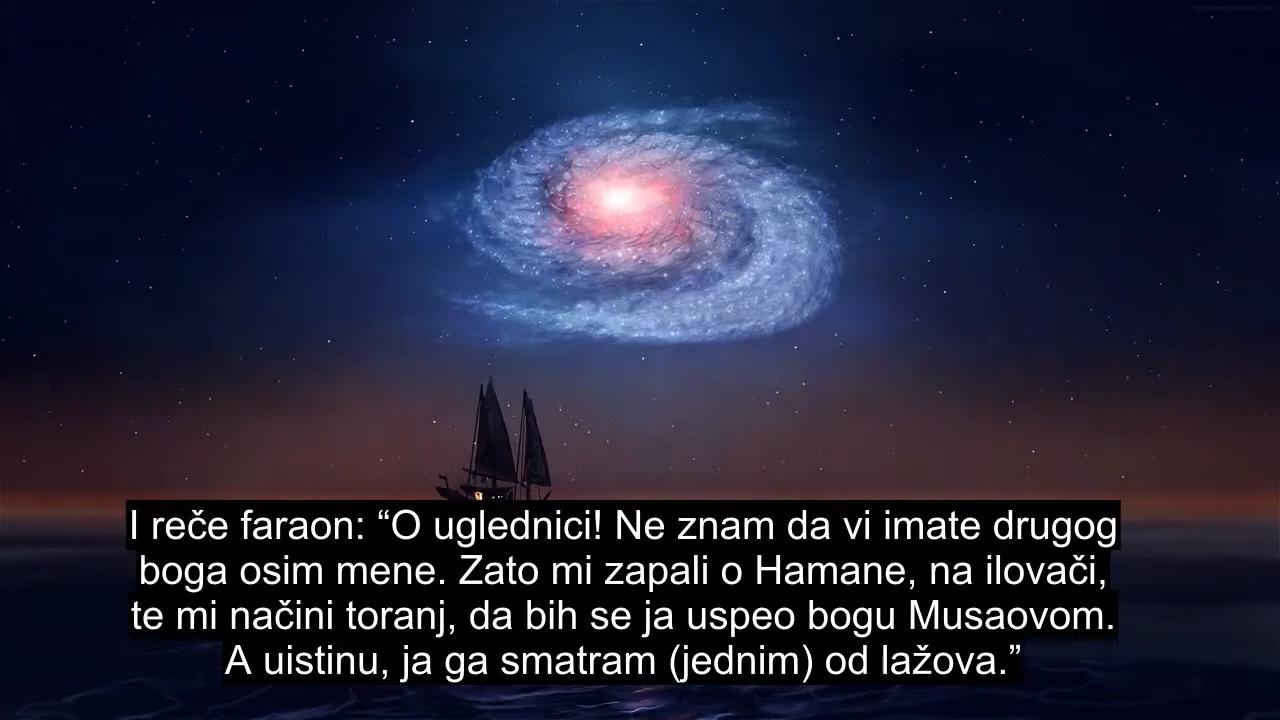 I reče faraon: “O uglednici! Ne znam da vi imate drugog
boga osim mene. Zato mi zapali o Hamane, na ilovači,
te mi načini toranj, da bih se ja uspeo bogu Musaovom.
A uistinu, ja ga smatram (jednim) od lažova.”